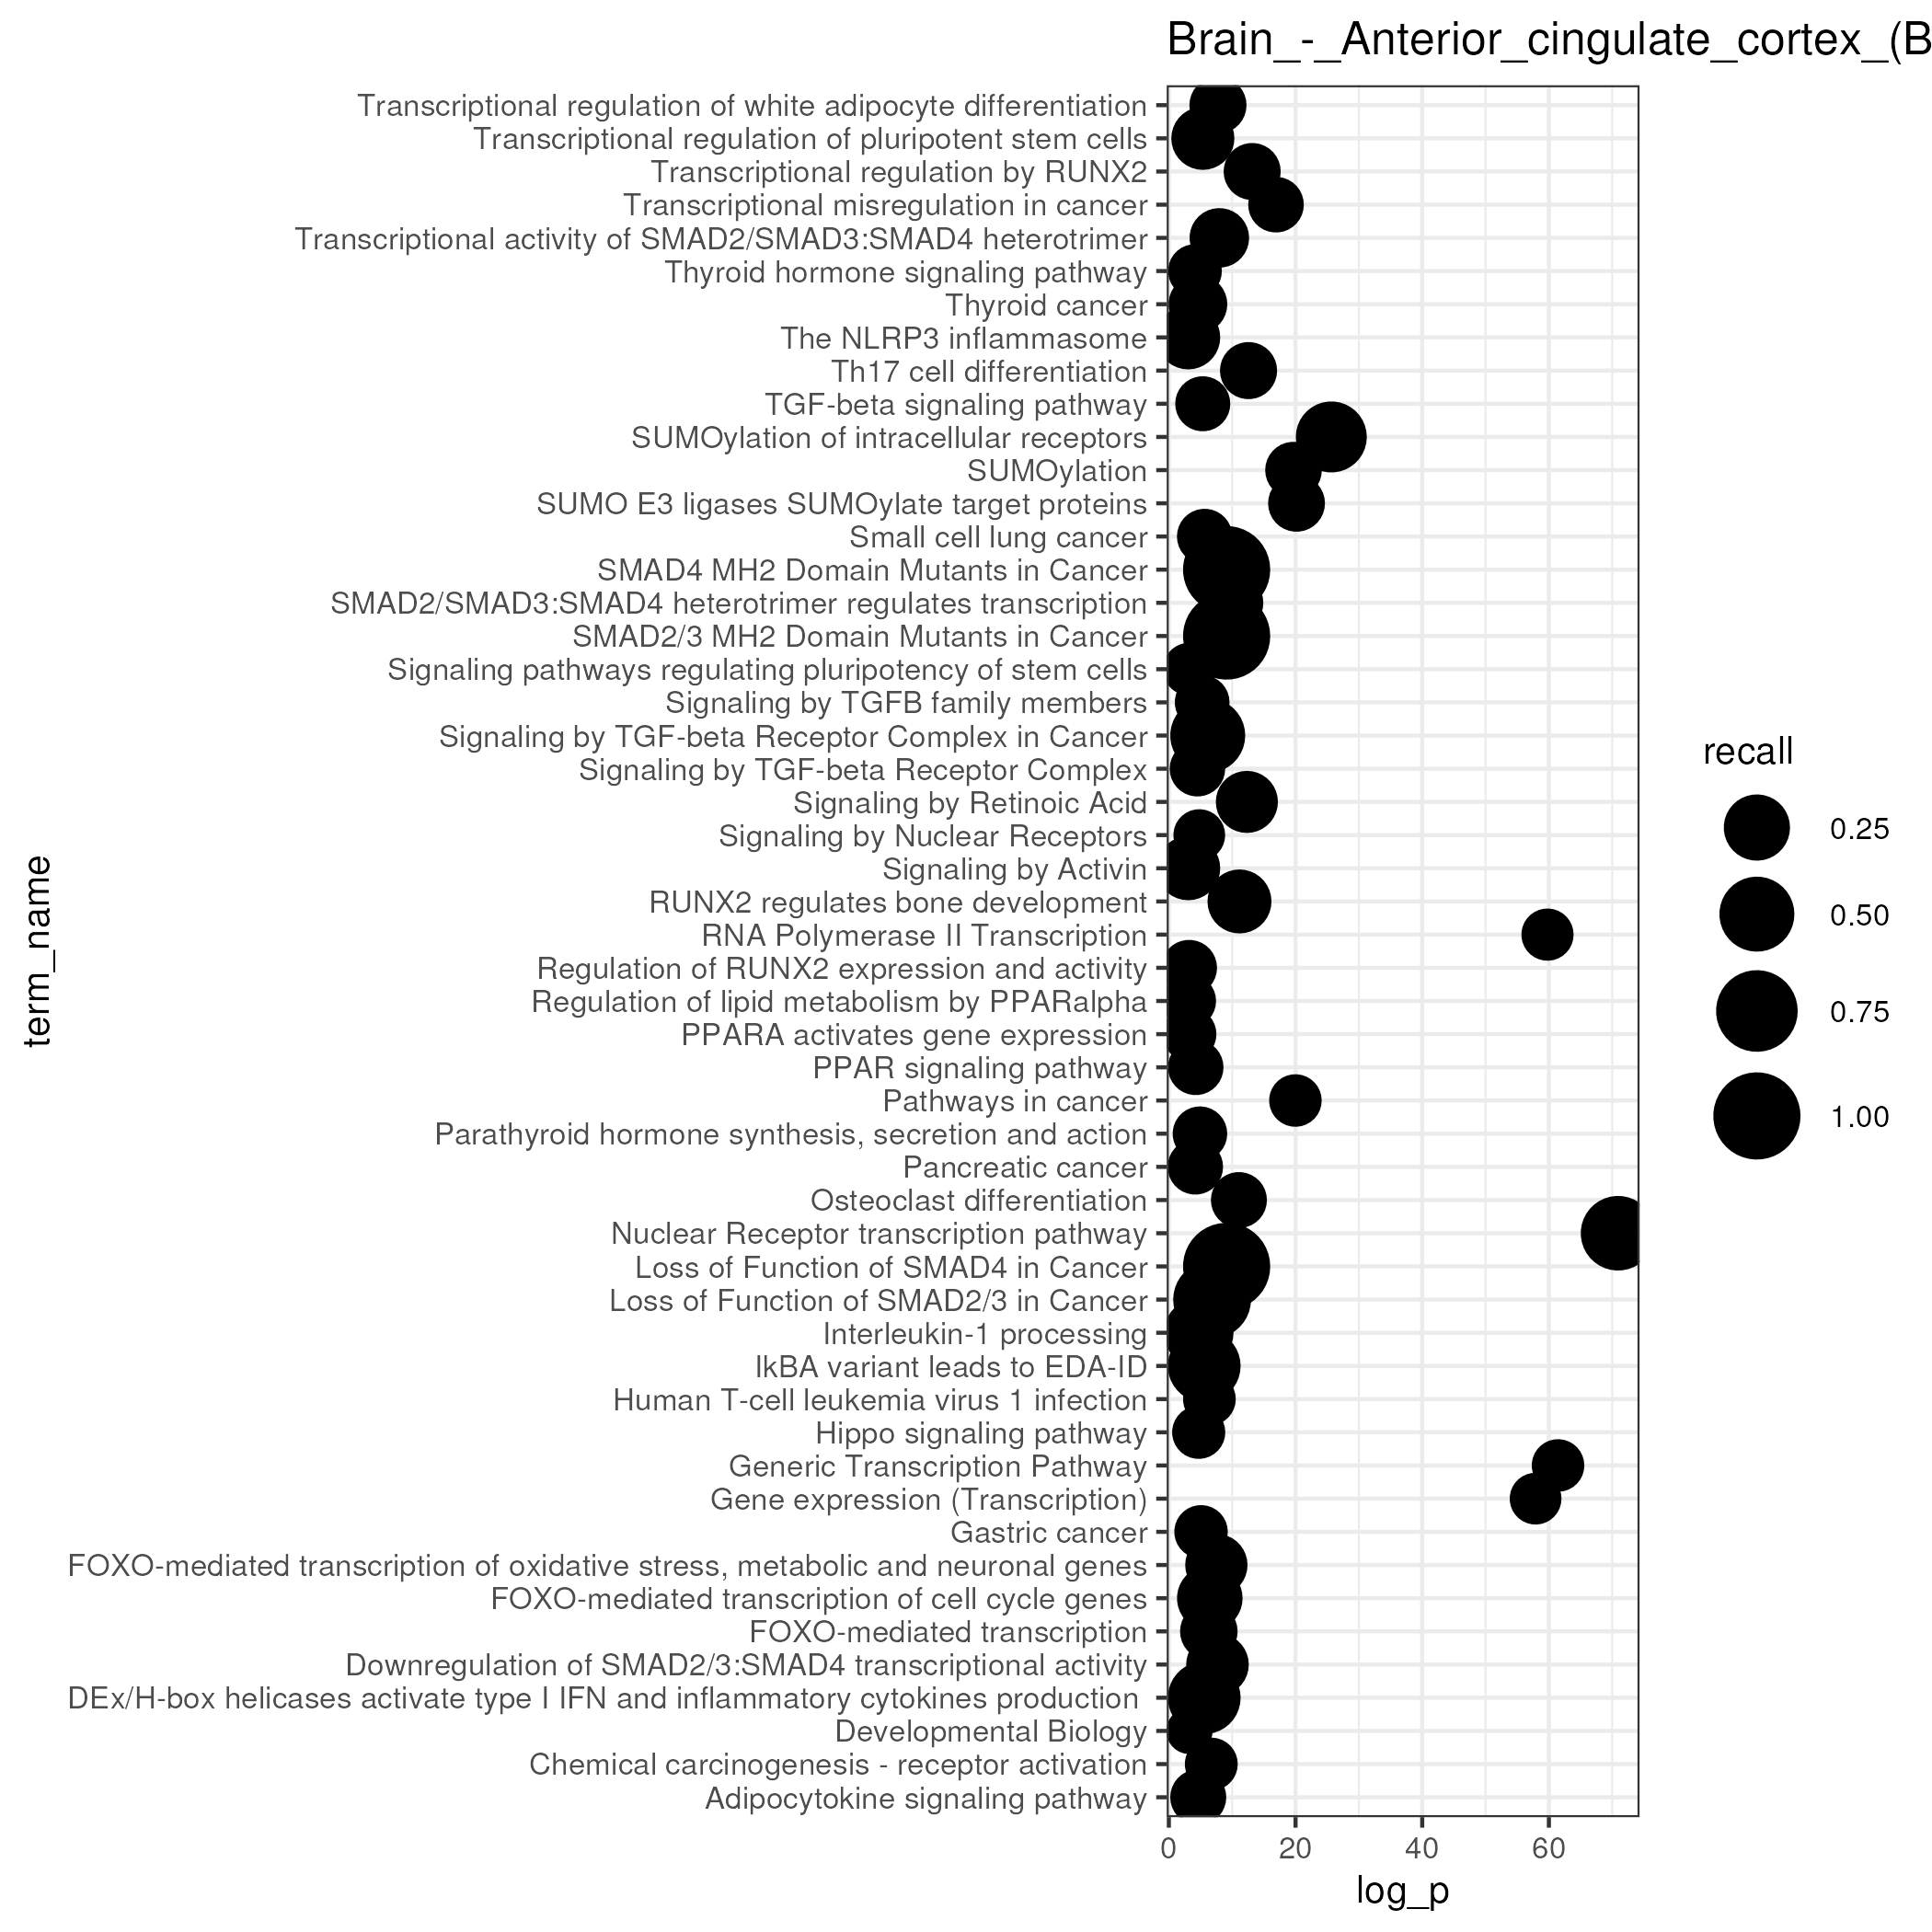 Brain_-_Anterior_cingulate_cortex_(B
Transcriptional regulation of white adipocyte differentiation
Transcriptional regulation of pluripotent stem cells
Transcriptional regulation by RUNX2
Transcriptional misregulation in cancer
Transcriptional activity of SMAD2/SMAD3:SMAD4 heterotrimer
Thyroid hormone signaling pathway
Thyroid cancer
The NLRP3 inflammasome
Th17 cell differentiation
TGF-beta signaling pathway
SUMOylation of intracellular receptors
SUMOylation
SUMO E3 ligases SUMOylate target proteins
Small cell lung cancer
SMAD4 MH2 Domain Mutants in Cancer
SMAD2/SMAD3:SMAD4 heterotrimer regulates transcription
SMAD2/3 MH2 Domain Mutants in Cancer
Signaling pathways regulating pluripotency of stem cells
Signaling by TGFB family members
Signaling by TGF-beta Receptor Complex in Cancer
Signaling by TGF-beta Receptor Complex
Signaling by Retinoic Acid
Signaling by Nuclear Receptors
Signaling by Activin
RUNX2 regulates bone development
RNA Polymerase II Transcription
Regulation of RUNX2 expression and activity
Regulation of lipid metabolism by PPARalpha
PPARA activates gene expression
PPAR signaling pathway
Pathways in cancer
Parathyroid hormone synthesis, secretion and action
Pancreatic cancer
Osteoclast differentiation
Nuclear Receptor transcription pathway
Loss of Function of SMAD4 in Cancer
Loss of Function of SMAD2/3 in Cancer
Interleukin-1 processing
IkBA variant leads to EDA-ID
Human T-cell leukemia virus 1 infection
Hippo signaling pathway
Generic Transcription Pathway
Gene expression (Transcription)
Gastric cancer
FOXO-mediated transcription of oxidative stress, metabolic and neuronal genes
FOXO-mediated transcription of cell cycle genes
FOXO-mediated transcription
Downregulation of SMAD2/3:SMAD4 transcriptional activity
DEx/H-box helicases activate type I IFN and inflammatory cytokines production
Developmental Biology
Chemical carcinogenesis - receptor activation
Adipocytokine signaling pathway
term_name
0 20 40 60
log_p
recall
0.25
0.50
0.75
1.00